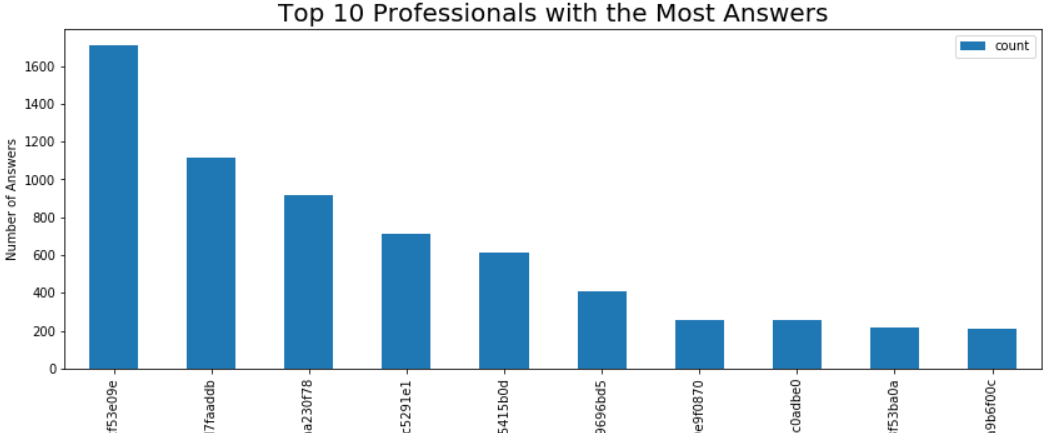 Top 10 Professionals with the Most Answers
count
Number of Answers
1600
1400
1200
1000
800
600
400
200
0
f53e09e
7faaddb
a230f78
c5291e1
5415b0d
9696bd5
e9f0870
c0adbe0
f53ba0a
a9b6f00c